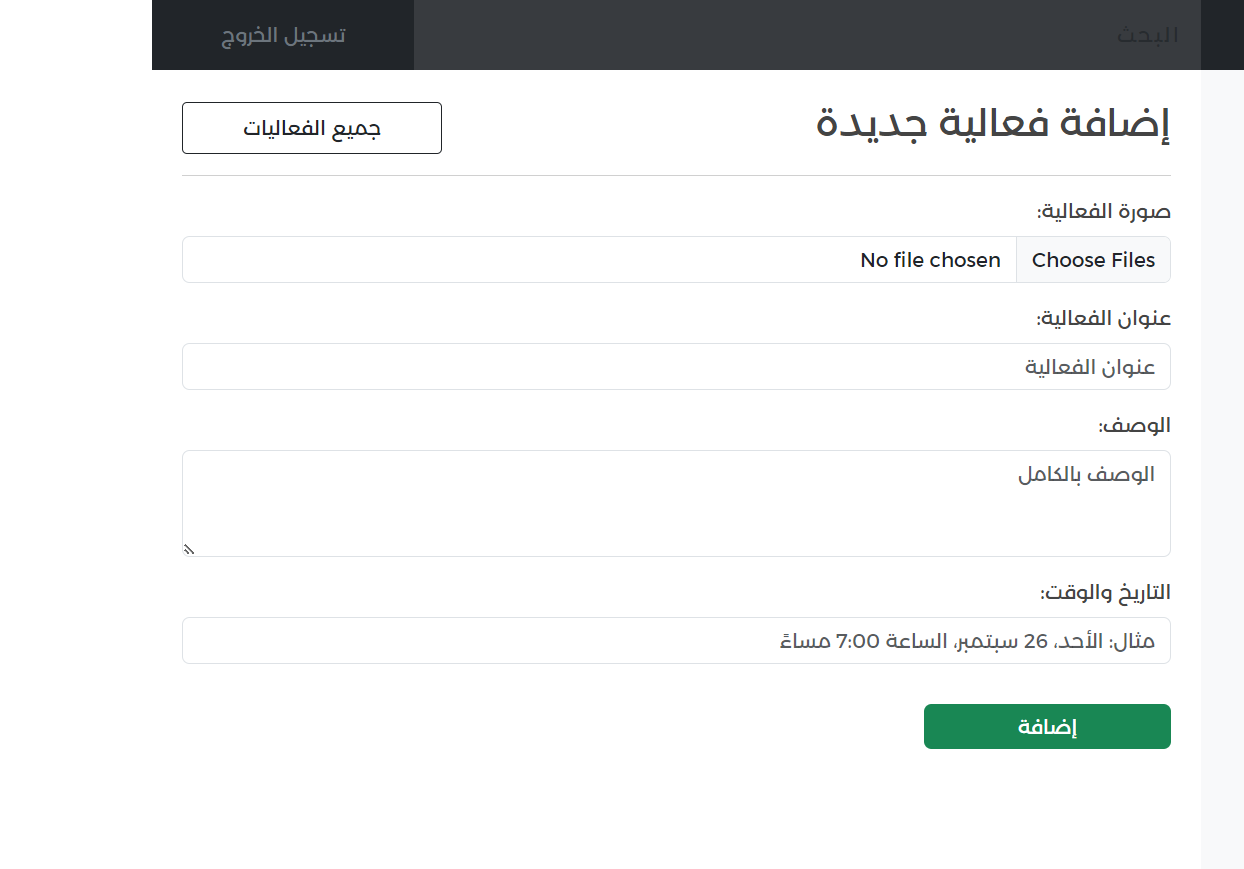 البحث
تسجيل الخروج
إضافة فعالية جديدة
جميع الفعاليات
صورة الفعالية:
Choose Files No file chosen
عنوان الفعالية:
عنوان الفعالية
الوصف:
الوصف بالكامل
التاريخ والوقت:
مثال: الأحد، 26 سبتمبر، الساعة 7:00 مساءً
إضافة